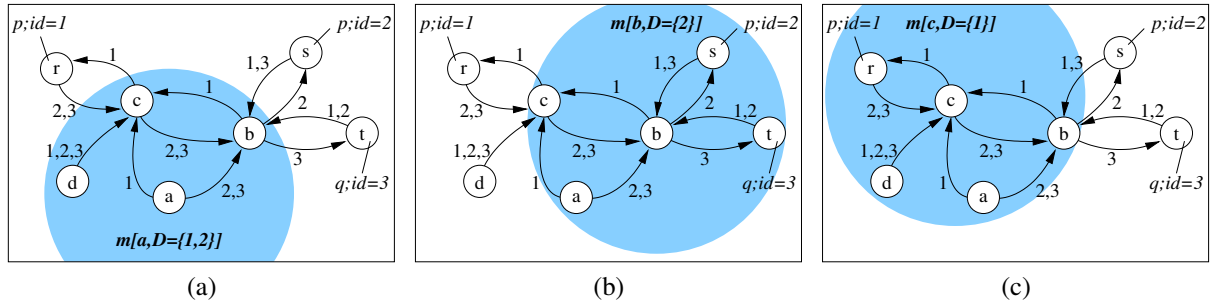 p;id=1
m[b,D={2}]
p;id=2
r
s
1
1,3
2,3
c
1
2
1,2
b
t
1,2,3
2,3
3
d
1
a
2,3
q;id=3
m[a,D={1,2}]
(a)
p;id=1
p;id=2
r
s
1
1,3
2,3
c
1
2
1,2
b
t
1,2,3
2,3
3
d
1
a
2,3
q;id=3
(b)
p;id=1
m[c,D={1}]
p;id=2
r
s
1
1,3
2,3
c
1
2
1,2
b
t
1,2,3
2,3
3
d
1
a
2,3
q;id=3
(c)